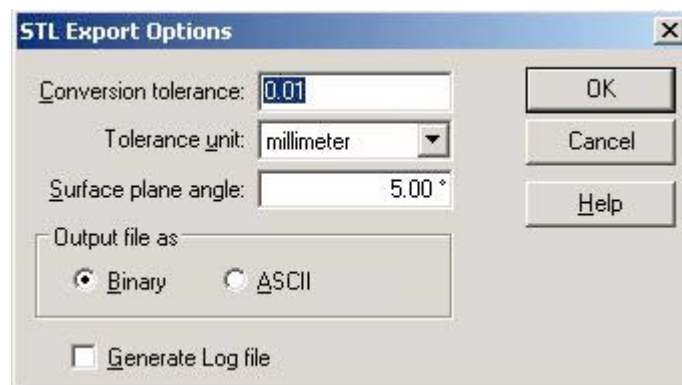 STL Export Options
Conversion tolerance: 0.01
OK
Tolerance unit: millimeter
Cancel
Surface plane angle: 5.00 °
Help
Output file as
Binary ASCII
Generate Log file